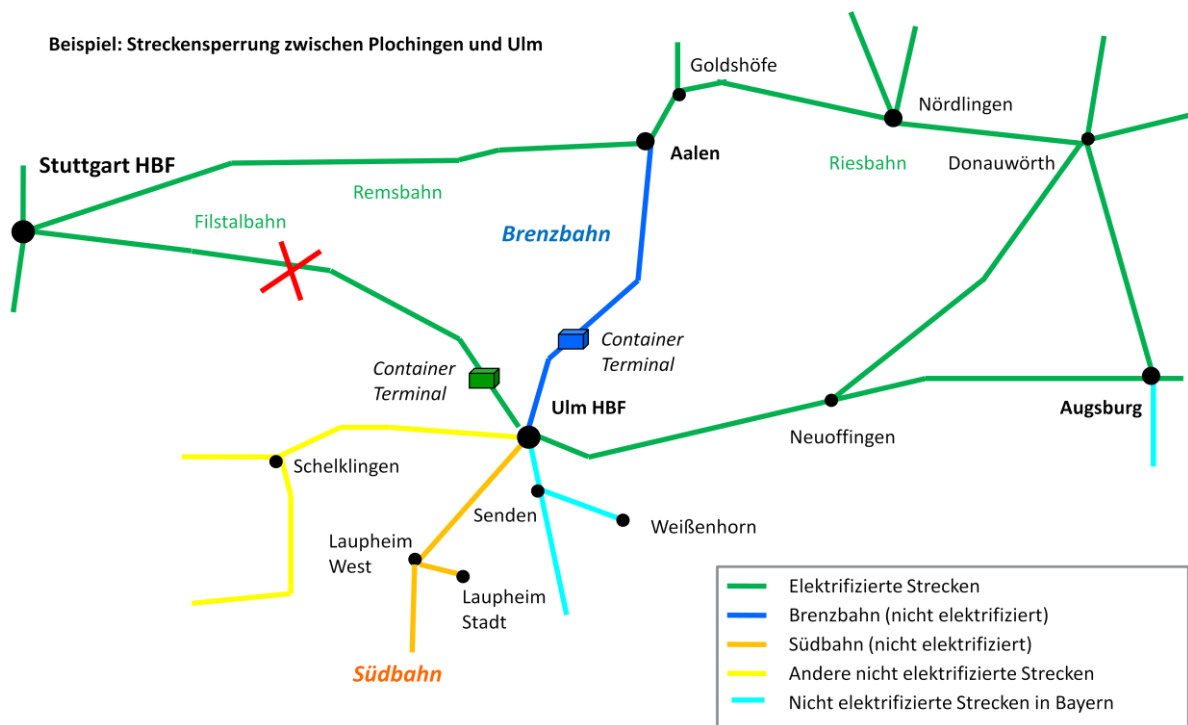 Beispiel: Streckensperrung zwischen Plochingen und Ulm
Goldshöfe
Nördlingen
Stuttgart HBF
Aalen
Riesbahn
Donauwörth
Remsbahn
Filstalbahn
Brenzbahn
Container
Terminal
Container
Terminal
Ulm HBF
Augsburg
Neuoffingen
Schelklingen
Senden
Weißenhorn
Laupheim
West
Laupheim
Stadt
Südbahn
Elektrifizierte Strecken
Brenzbahn (nicht elektrifiziert)
Südbahn (nicht elektrifiziert)
Andere nicht elektrifizierte Strecken
Nicht elektrifizierte Strecken in Bayern